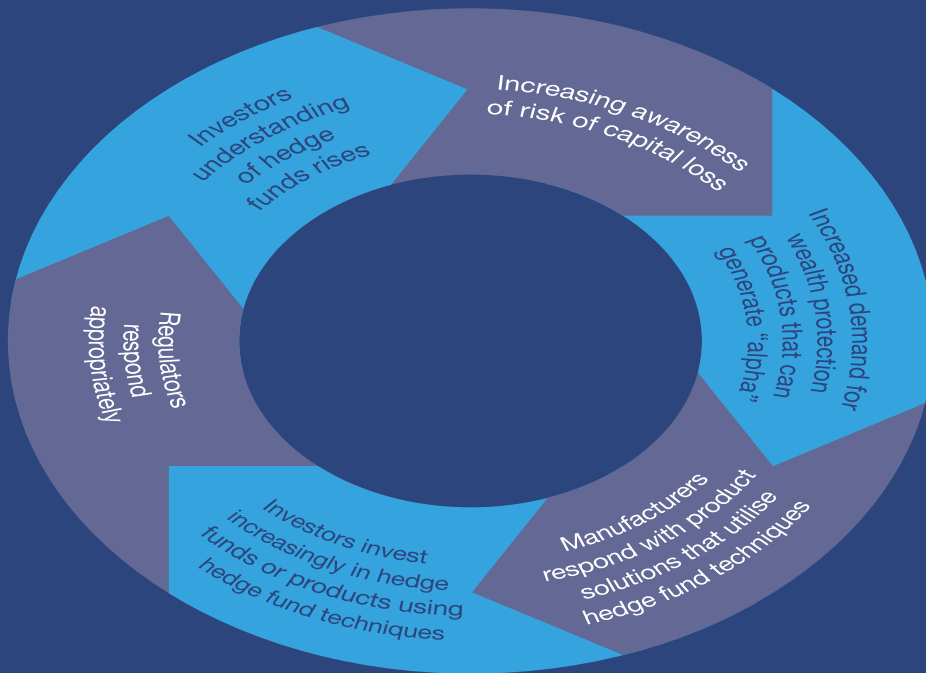 Increasing awareness
of risk of capital loss
Increased demand for
wealth protection
products that can
generate “alpha”
Manufacturers
respond with product
solutions that utilise
hedge fund techniques
Investors invest
increasingly in hedge
funds or products using
hedge fund techniques
Regulators
respond
appropriately
Investors
understanding
of hedge
funds rises